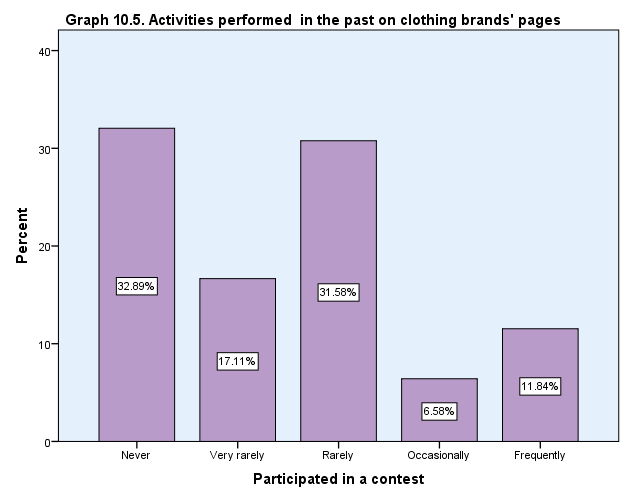 Graph 10.5. Activities performed  in the past on clothing brands' pages
Percent
40
30
20
10
0
32.89%
17.11%
31.58%
6.58%
11.84%
Never
Very rarely
Rarely
Occasionally
Frequently
Participated in a contest